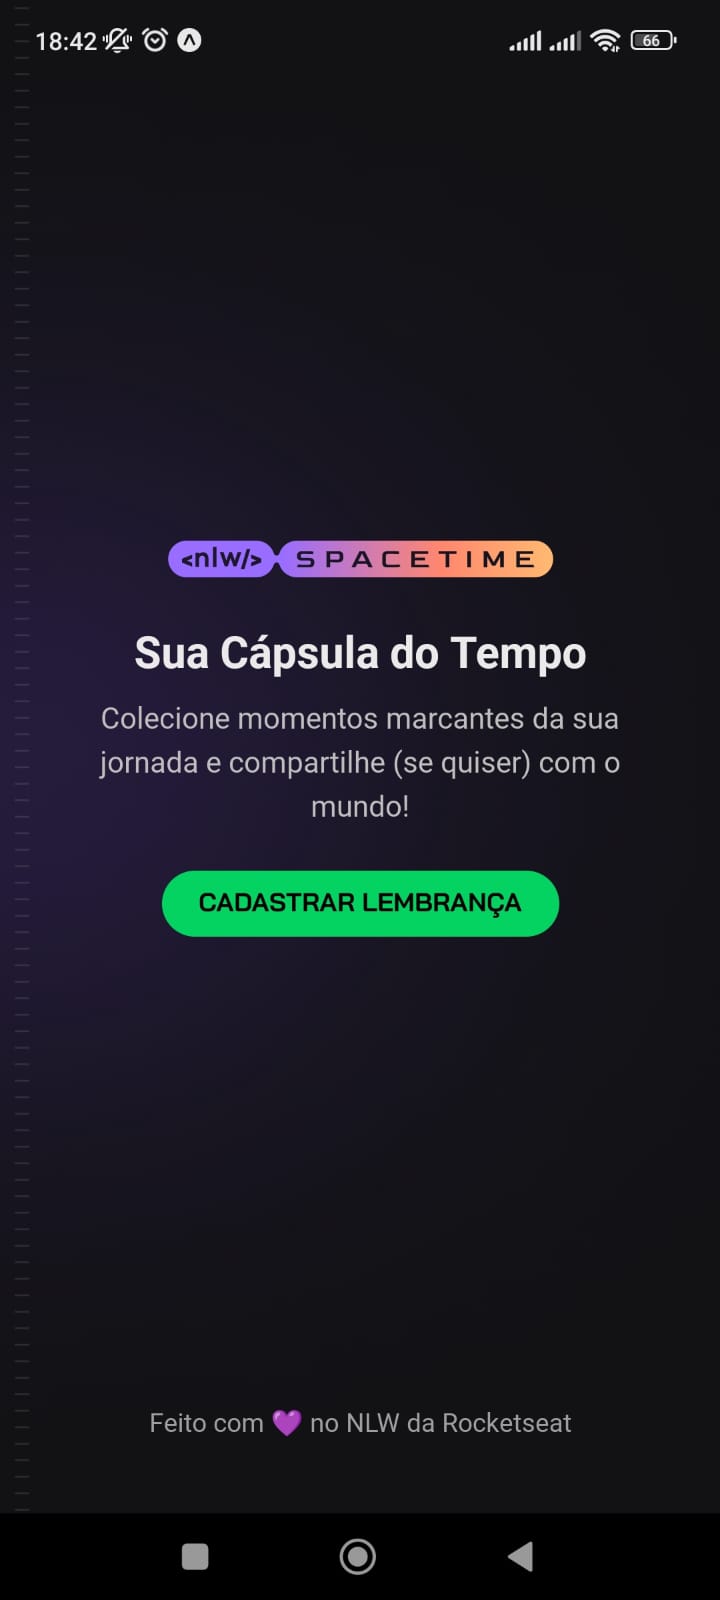 18:42
66
<nlw/> SPACETIME
Sua Cápsula do Tempo
Colecione momentos marcantes da sua
jornada e compartilhe (se quiser) com o
mundo!
CADASTRAR LEMBRANÇA
Feito com 💜 no NLW da Rocketseat